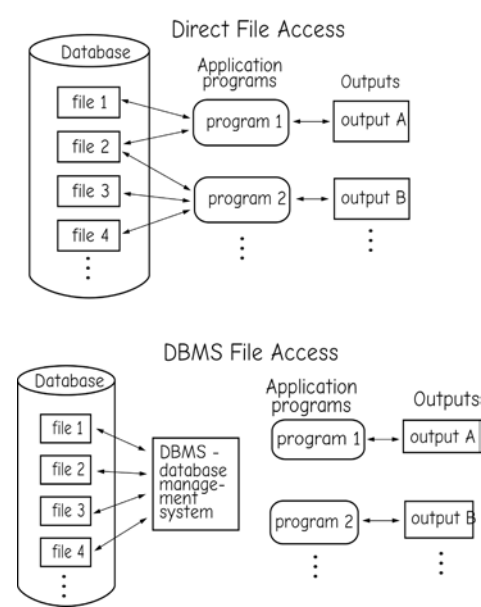 Direct File Access
Database
Application
programs
Outputs
file 1
program 1
output A
file 2
file 3
program 2
output B
file 4
DBMS File Access
Database
Application
programs
Outputs
file 1
program 1
output A
DBMS -
database
manage-
ment
system
file 2
file 3
program 2
output B
file 4